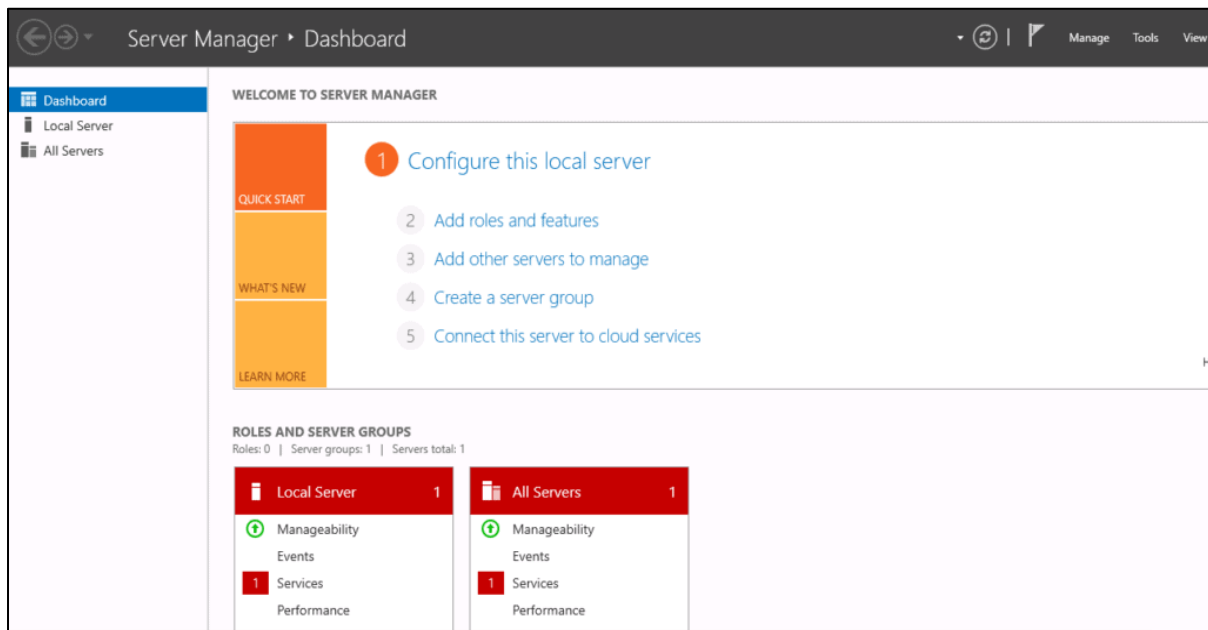 Server Manager ‣ Dashboard
Manage Tools View
Dashboard
Local Server
All Servers
WELCOME TO SERVER MANAGER
QUICK START
WHAT'S NEW
LEARN MORE
1 Configure this local server
2 Add roles and features
3 Add other servers to manage
4 Create a server group
5 Connect this server to cloud services
ROLES AND SERVER GROUPS
Roles: 0 | Server groups: 1 | Servers total: 1
Local Server 1
Manageability
Events
1 Services
Performance
All Servers 1
Manageability
Events
1 Services
Performance